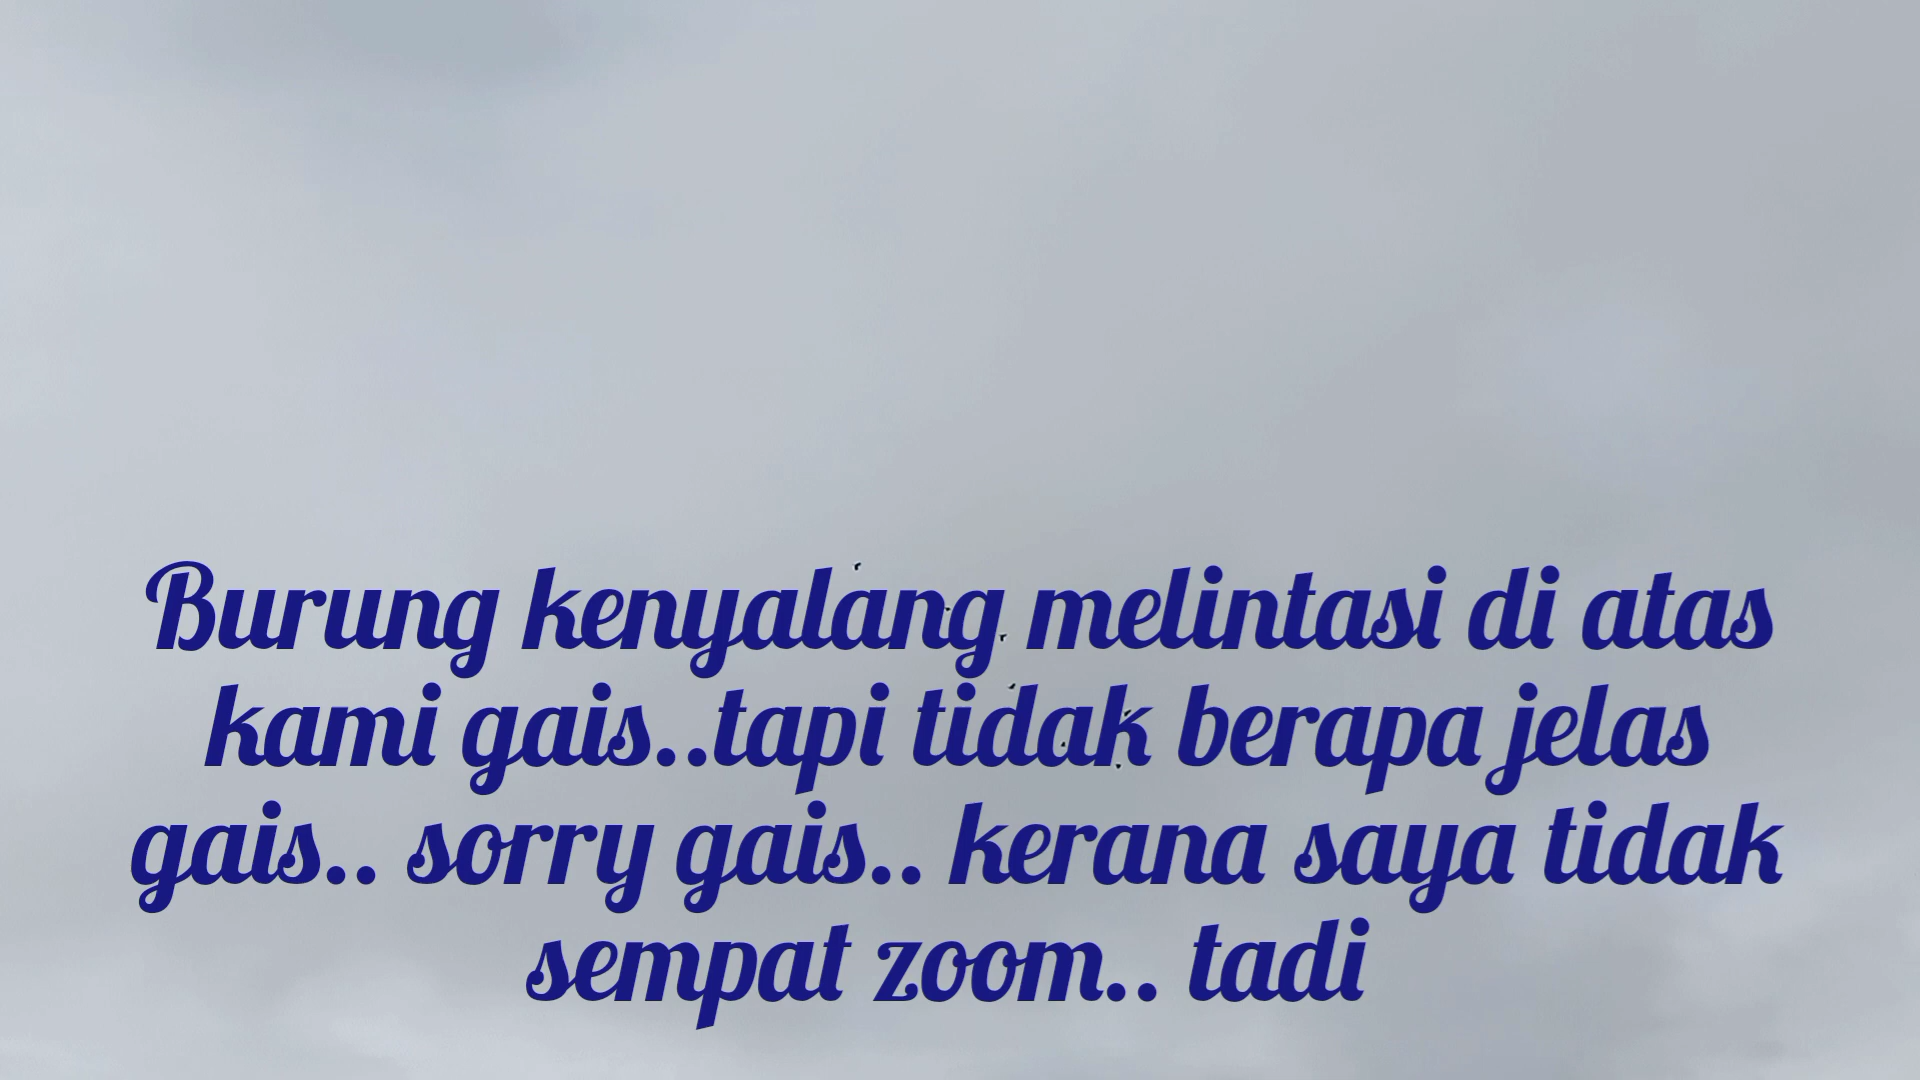 Burung kenyalang melintasi di atas
kami gais..tapi tidak berapa jelas
gais.. sorry gais.. kerana saya tidak
sempat zoom.. tadi